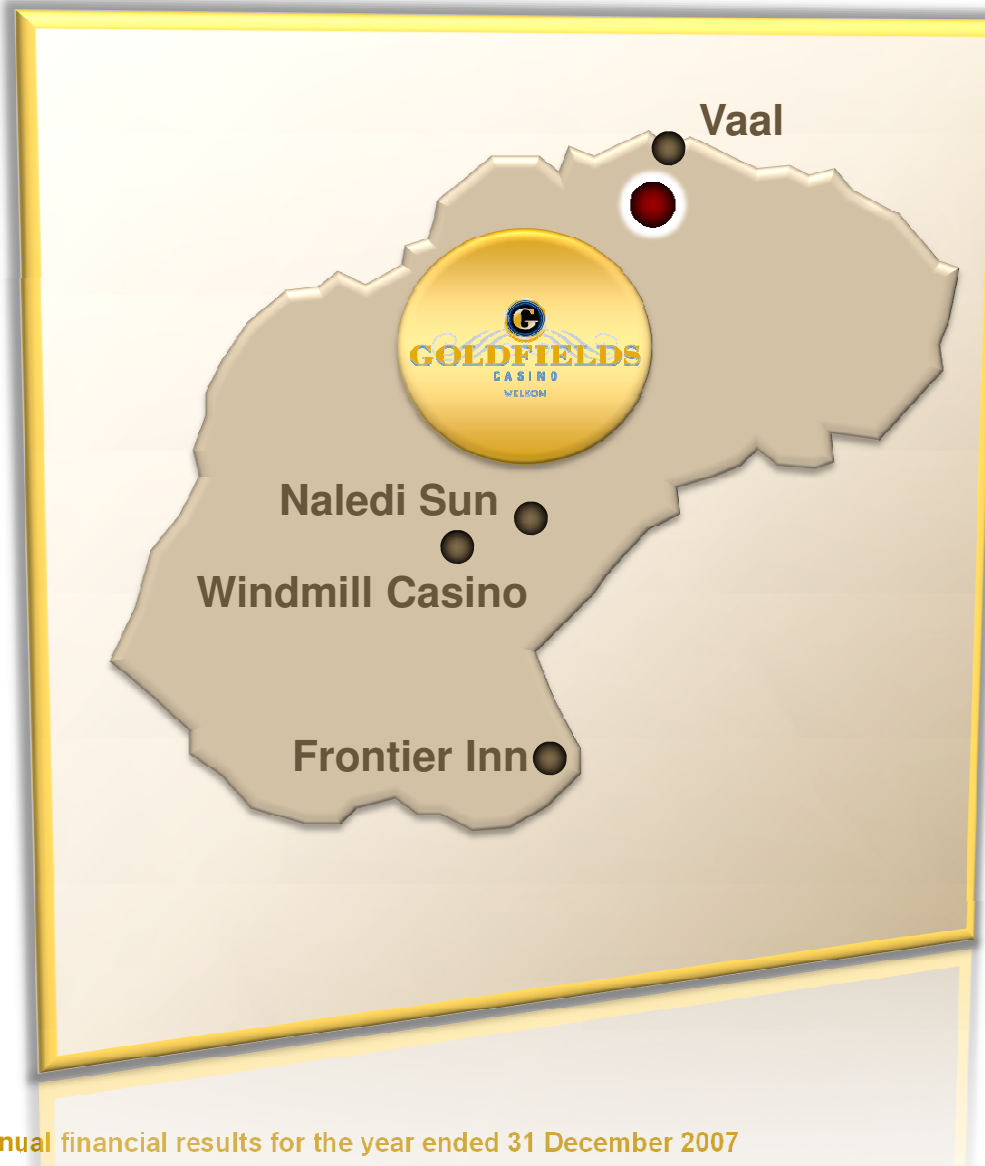 Vaal
G
GOLDFIELDS
CASINO
WELKOM
Naledi Sun
Windmill Casino
Frontier Inn
nual financial results for the year ended 31 December 2007